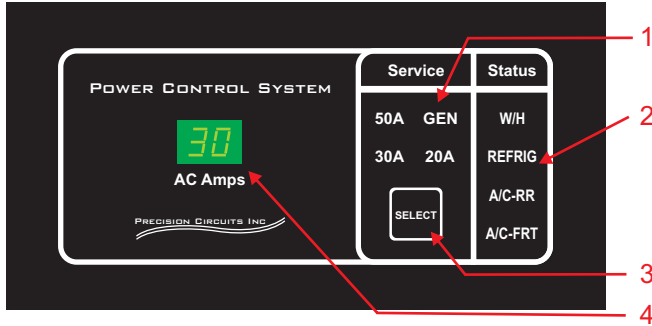 POWER CONTROL SYSTEM
30
AC Amps
PRECISION CIRCUITS INC
Service
50A GEN
30A 20A
SELECT
Status
W/H
REFRIG
A/C-RR
A/C-FRT
1
2
3
4